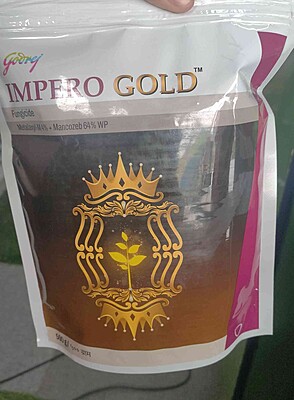 Godrej
IMPERO GOLD™
Fungicide
Metalaxyl 8% + Mancozeb 64% WP